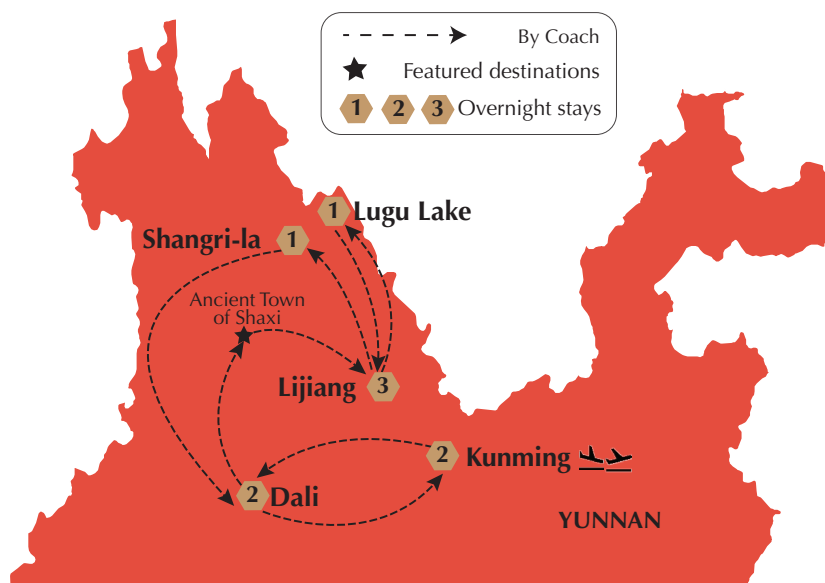 By Coach
Featured destinations
1 2 3 Overnight stays
1 Lugu Lake
Shangri-la 1
Ancient Town
of Shaxi
Lijiang 3
2 Kunming
2 Dali
YUNNAN